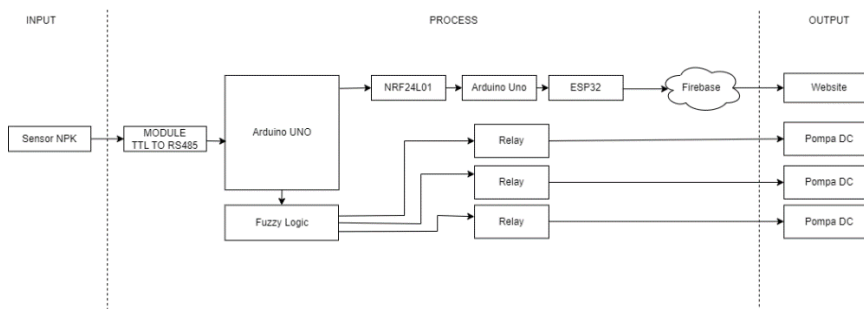 INPUT
PROCESS
OUTPUT
NRF24L01
Arduino Uno
ESP32
Firebase
Website
Sensor NPK
MODULE
TTL TO RS485
Arduino UNO
Relay
Pompa DC
Relay
Pompa DC
Fuzzy Logic
Relay
Pompa DC